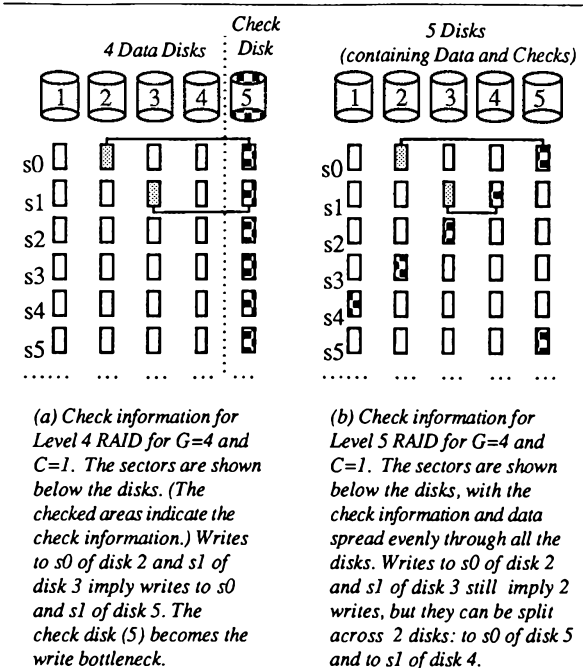 Check
4 Data Disks Disk
1 2 3 4 5
s0
s1
s2
s3
s4
s5
...... ... ... ... ...
(a) Check information for
Level 4 RAID for G=4 and
C=1. The sectors are shown
below the disks. (The
checked areas indicate the
check information.) Writes
to s0 of disk 2 and s1 of
disk 3 imply writes to s0
and s1 of disk 5. The
check disk (5) becomes the
write bottleneck.
5 Disks
(containing Data and Checks)
1 2 3 4 5
s0
s1
s2
s3
s4
s5
...... ... ... ... ...
(b) Check information for
Level 5 RAID for G=4 and
C=1. The sectors are shown
below the disks, with the
check information and data
spread evenly through all the
disks. Writes to s0 of disk 2
and s1 of disk 3 still imply 2
writes, but they can be split
across 2 disks: to s0 of disk 5
and to s1 of disk 4.